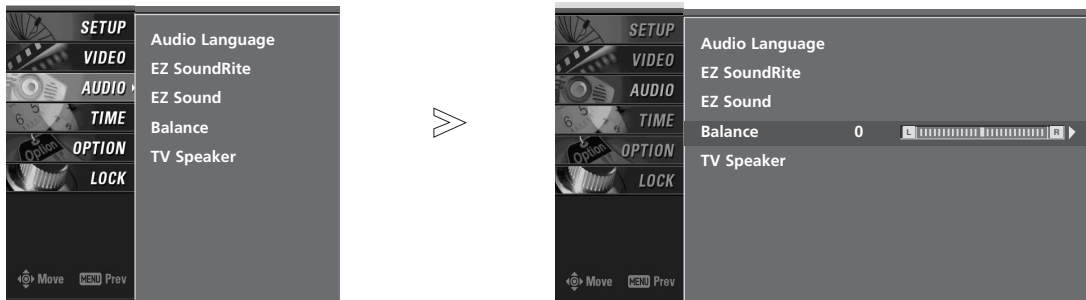 SETUP
VIDEO
AUDIO
TIME
OPTION
LOCK
Move MENU Prev
Audio Language
EZ SoundRite
EZ Sound
Balance
TV Speaker
SETUP
VIDEO
AUDIO
TIME
OPTION
LOCK
Move MENU Prev
Audio Language
EZ SoundRite
EZ Sound
Balance 0 L R
TV Speaker